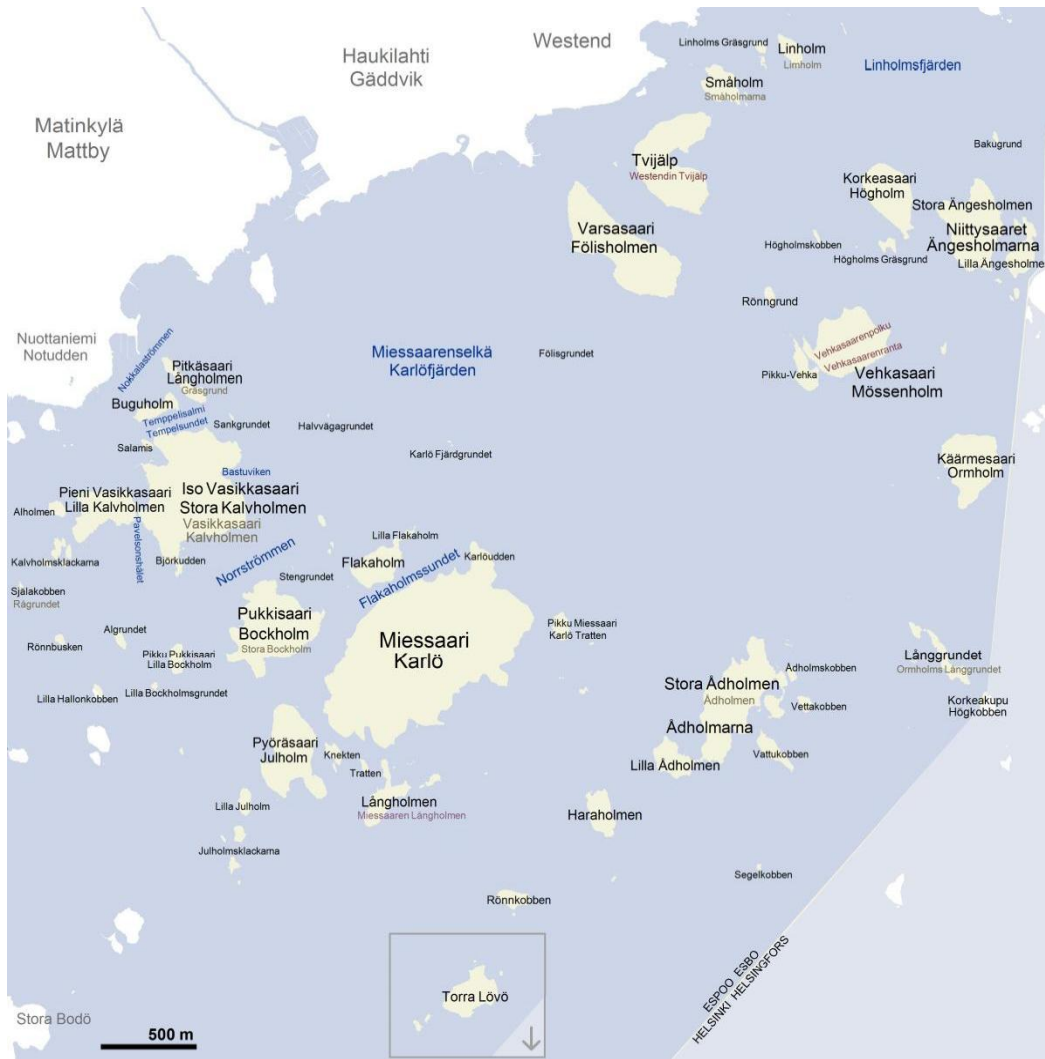 Westend
Haukilahti
Gäddvik
Linholms Gräsgrund
Linholm
Limholm
Linholmsfjärden
Småholm
Småholmarna
Matinkylä
Mattby
Bakugrund
Tvijälp
Westendin Tvijälp
Korkeasaari
Högholm
Stora Ängesholmen
Varsasaari
Fölisholmen
Niittysaaret
Ängesholmarna
Högholmskobben
Högholms Gräsgrund
Lilla Ängesholme
Rönngrund
Nuottaniemi
Notudden
Nokkalaströmmen
Miessaarenselkä
Karlöfjärden
Fölisgrundet
Vehkasaarenpolku
Vehkasaarenranta
Pikku-Vehka
Vehkasaari
Mössenholm
Pitkäsaari
Långholmen
Gräsgrund
Buguholm
Temppelisalmi
Tempelsundet
Sankgrundet
Halvvägagrundet
Salamis
Karlö Fjärdgrundet
Käärmesaari
Ormholm
Bastuviken
Pieni Vasikkasaari
Lilla Kalvholmen
Iso Vasikkasaari
Stora Kalvholmen
Vasikkasaari
Kalvholmen
Alholmen
Pavelsonshålet
Lilla Flakaholm
Norrströmmen
Kalvholmsklackarna
Björkudden
Flakaholm
Karlöudden
Stengrundet
Flakaholmssundet
Själakobben
Rågrundet
Pukkisaari
Bockholm
Stora Bockholm
Pikku Miessaari
Karlö Tratten
Algrundet
Rönnbusken
Miessaari
Karlö
Pikku Pukkisaari
Lilla Bockholm
Långgrundet
Ormholms Långgrundet
Ådholmskobben
Stora Ådholmen
Ådholmen
Lilla Hallonkobben
Lilla Bockholmsgrundet
Vettakobben
Korkeakupu
Högkobben
Ådholmarna
Pyöräsaari
Julholm
Knekten
Vattukobben
Lilla Ådholmen
Tratten
Långholmen
Miessaaren Långholmen
Lilla Julholm
Haraholmen
Julholmsklackarna
Segelkobben
Rönnkobben
ESPOO ESBO
HELSINKI HELSINGFORS
Torra Lövö
Stora Bodö
500 m